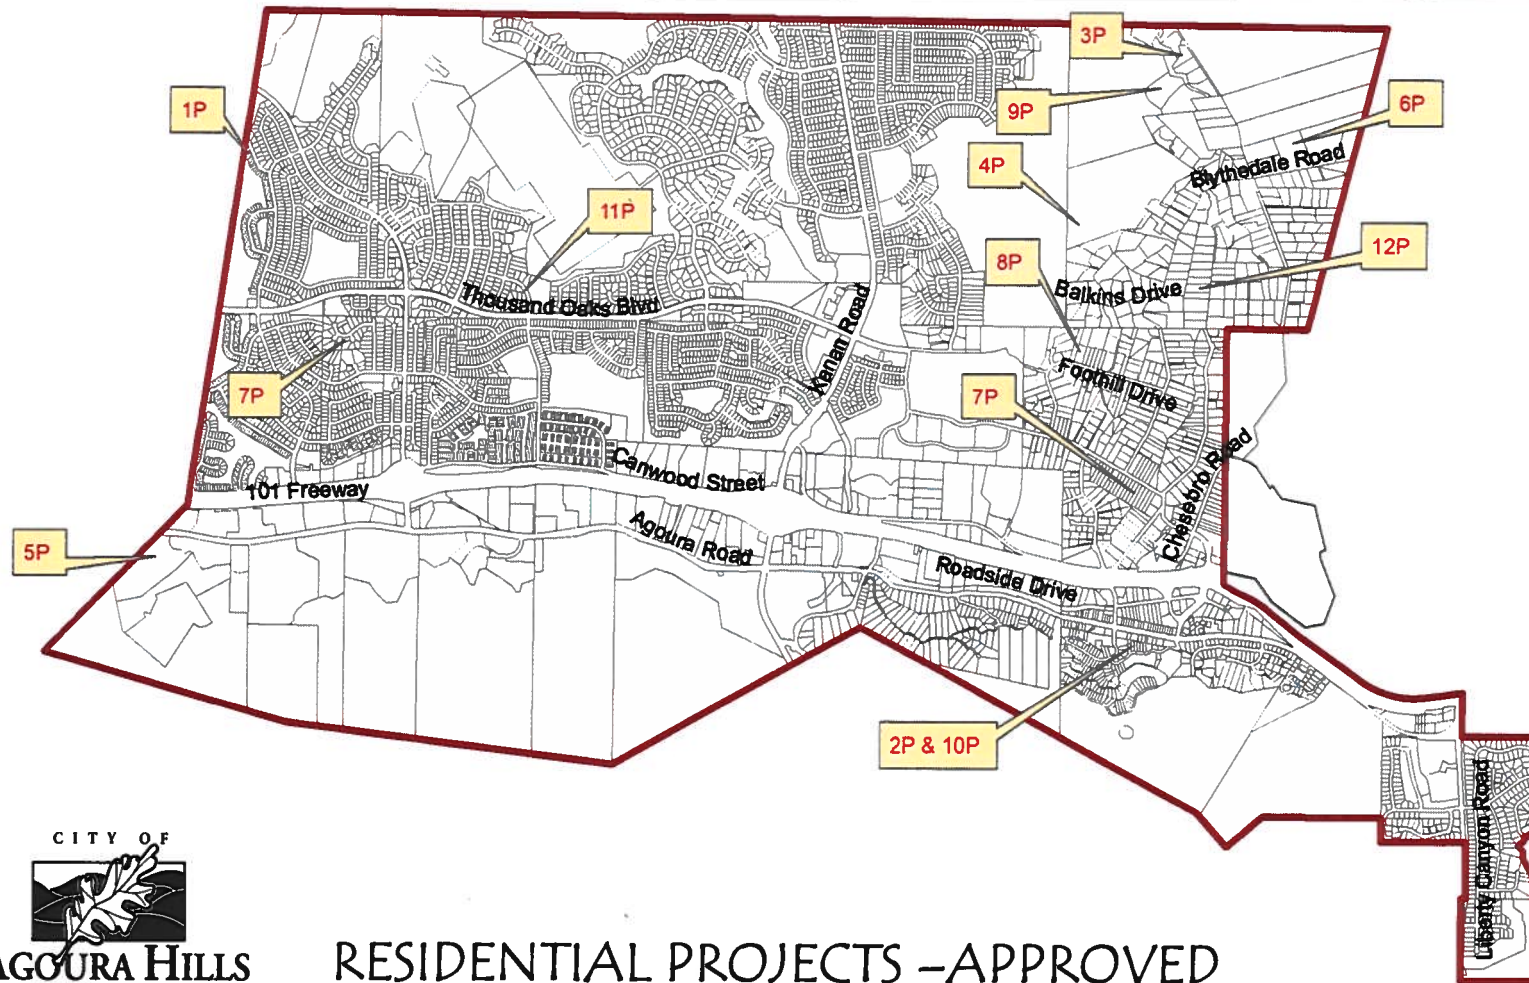 3P
1P
9P
6P
4P
Blythedale Road
11P
12P
8P
Balkins Drive
Thousand Oaks Blvd
Kanan Road
7P
Foothill Drive
7P
Chesebro Road
Canwood Street
101 Freeway
Agoura Road
5P
Roadside Drive
2P & 10P
Liberty Canyon Road
CITY OF
AGOURA HILLS
RESIDENTIAL PROJECTS –APPROVED